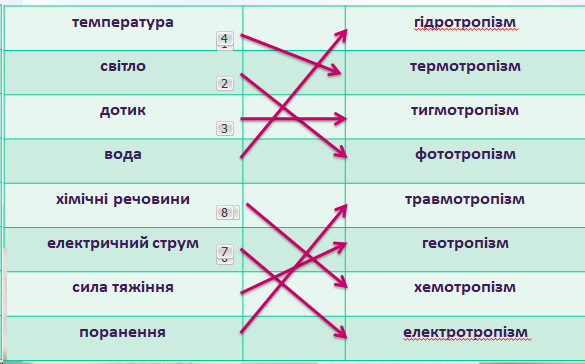 температура гідротропізм
4
світло термотропізм
2
дотик тигмотропізм
3
вода фототропізм
хімічні речовини травмотропізм
8
електричний струм геотропізм
7
сила тяжіння хемотропізм
поранення електротропізм